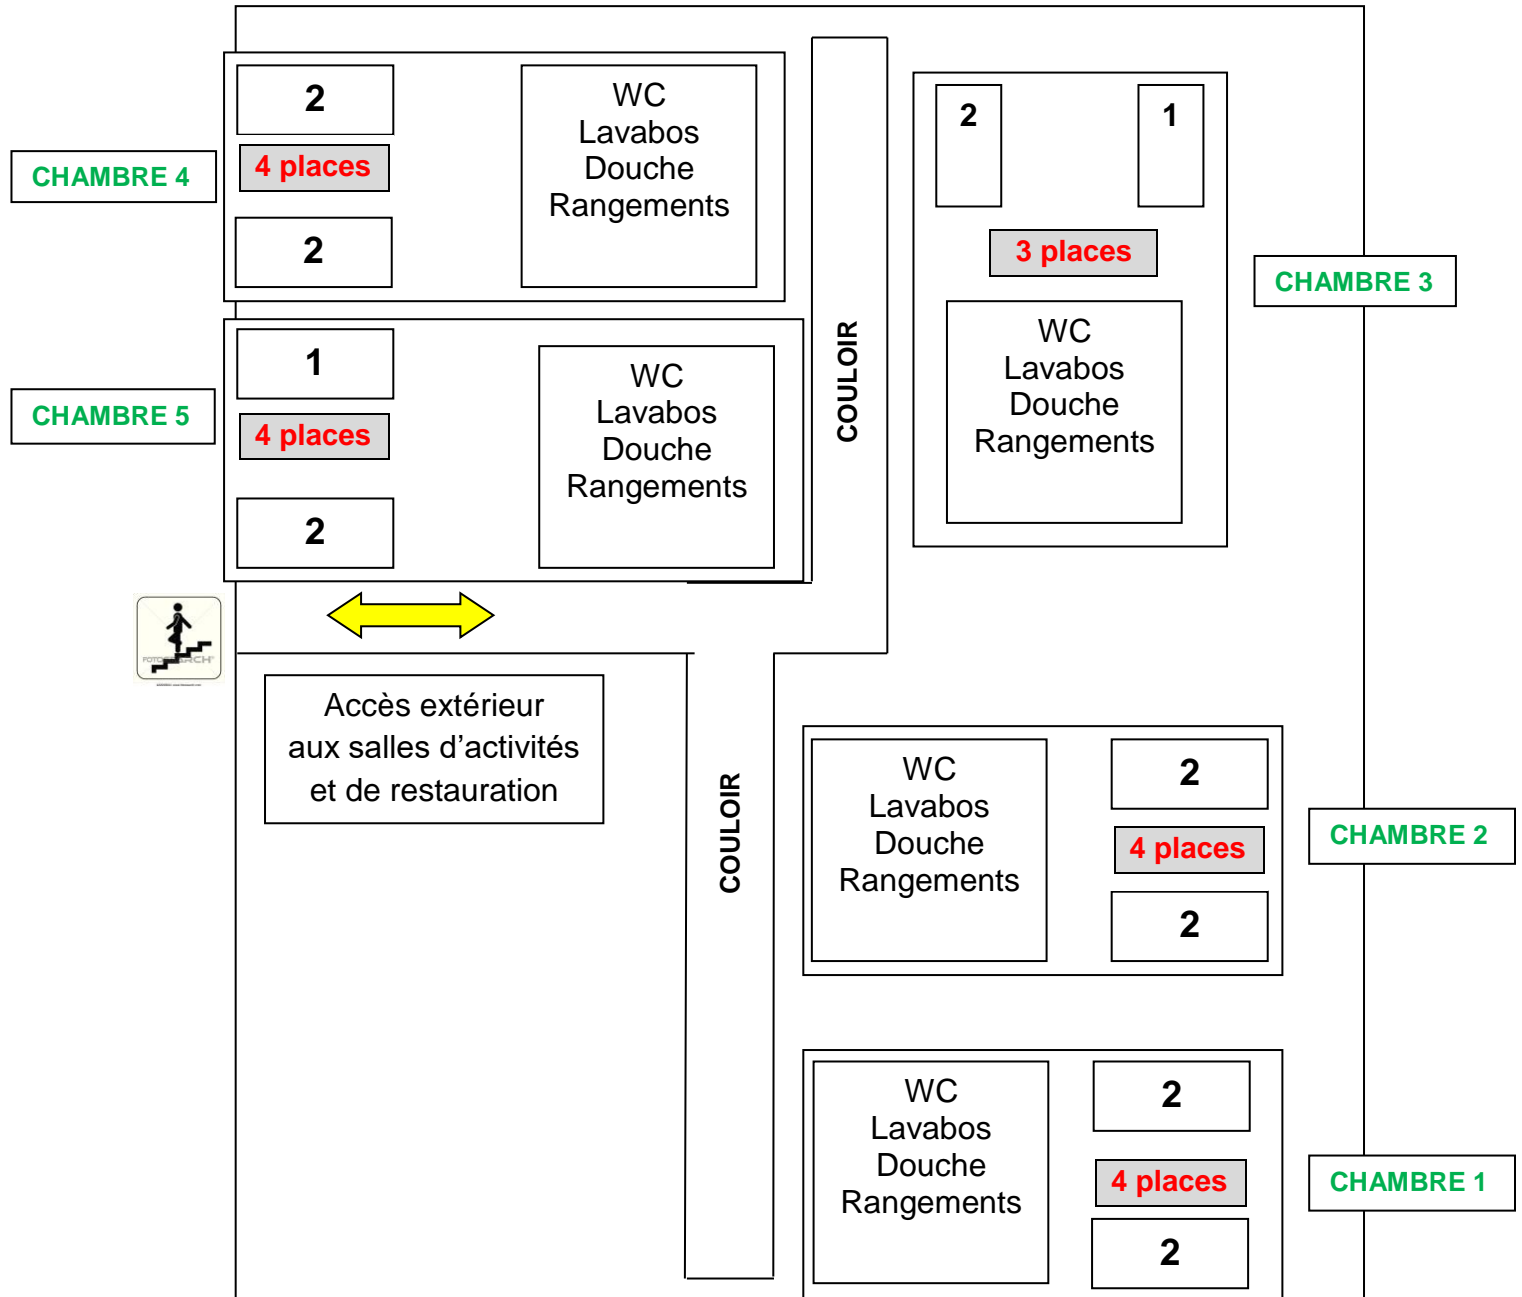 CHAMBRE 4
2
4 places
2
WC
Lavabos
Douche
Rangements
CHAMBRE 5
1
4 places
2
WC
Lavabos
Douche
Rangements
COULOIR
2
1
3 places
WC
Lavabos
Douche
Rangements
CHAMBRE 3
Accès extérieur
aux salles d’activités
et de restauration
COULOIR
WC
Lavabos
Douche
Rangements
2
4 places
2
CHAMBRE 2
WC
Lavabos
Douche
Rangements
2
4 places
2
CHAMBRE 1